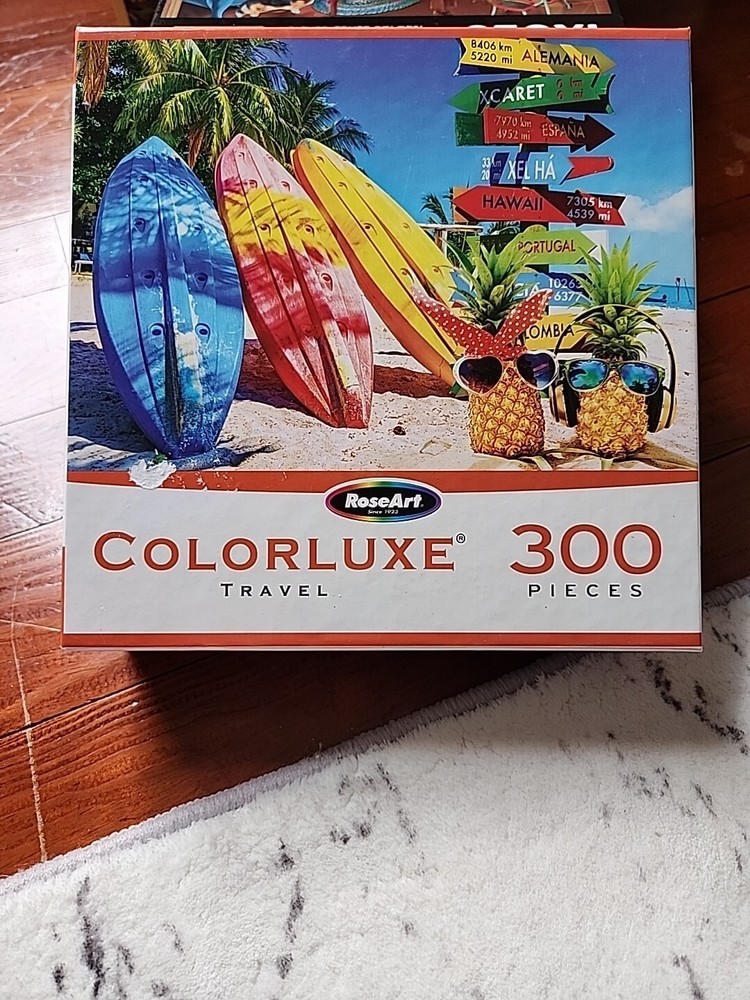 8406 km
5220 mi
ALEMANIA
XCARET
7970 km
4952 mi
ESPAÑA
XEL HÁ
HAWAII
7305 km
4539 mi
PORTUGAL
6377
RoseArt
Since 1923
COLORLUXE®
300
TRAVEL
PIECES